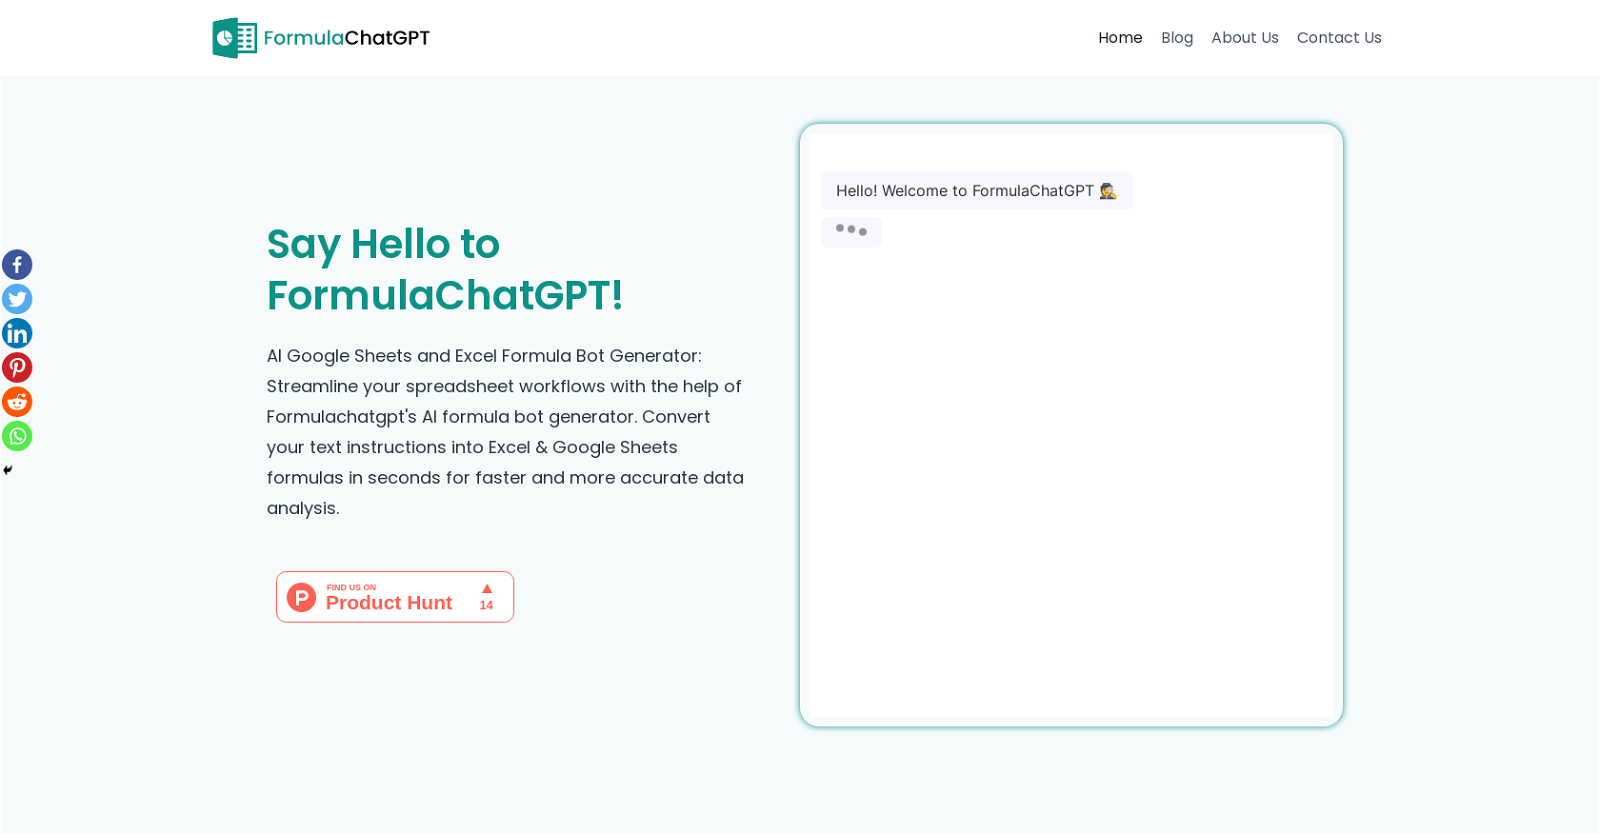 FormulaChatGPT
Home Blog About Us Contact Us
Say Hello to
FormulaChatGPT!
AI Google Sheets and Excel Formula Bot Generator:
Streamline your spreadsheet workflows with the help of
Formulachatgpt's AI formula bot generator. Convert
your text instructions into Excel & Google Sheets
formulas in seconds for faster and more accurate data
analysis.
FIND US ON
Product Hunt
14
Hello! Welcome to FormulaChatGPT 🕵️